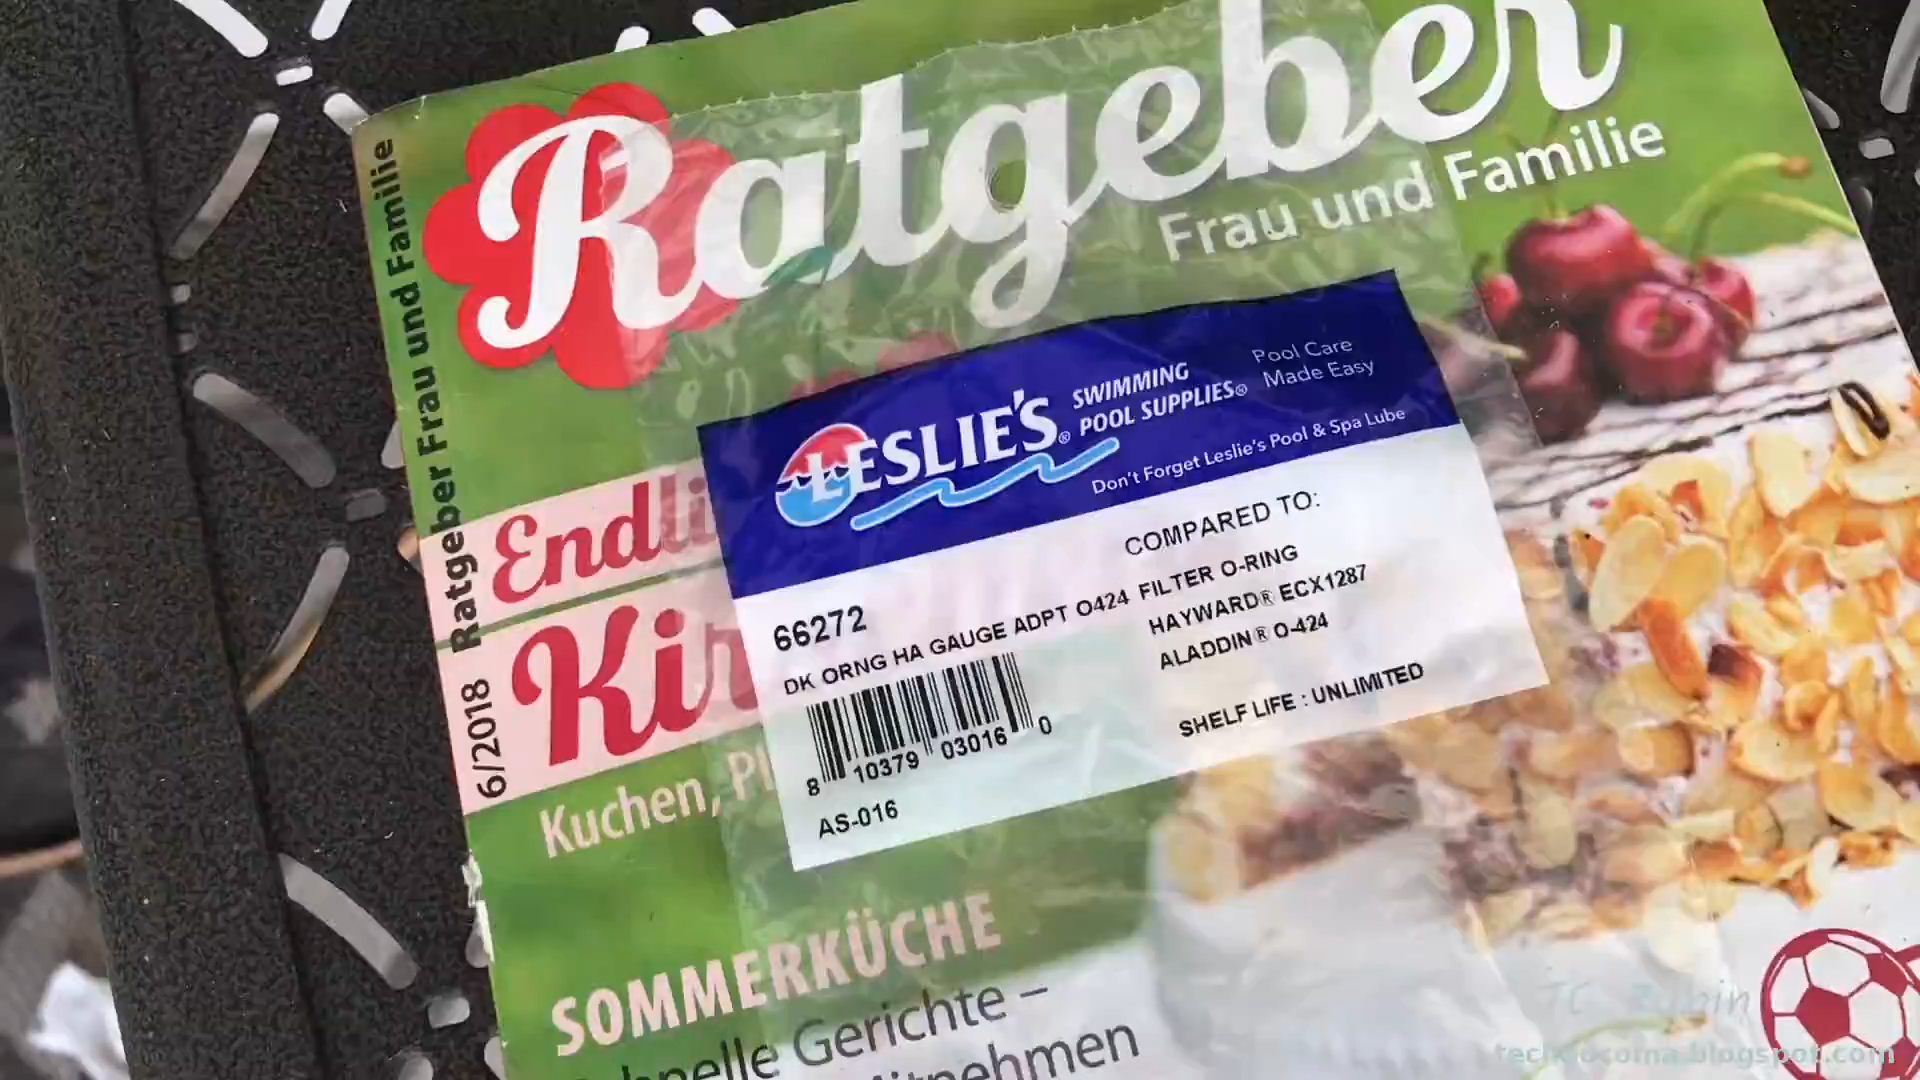 Ratgeber
Frau und Familie
Ratgeber Frau und Familie
6/2018
Endli
Kir
Kuchen, Pl
SOMMERKÜCHE
Gerichte –
LESLIE'S®
SWIMMING
POOL SUPPLIES®
Pool Care
Made Easy
Don't Forget Leslie's Pool & Spa Lube
COMPARED TO:
66272
DK ORNG HA GAUGE ADPT O424 FILTER O-RING
HAYWARD® ECX1287
ALADDIN® O-424
SHELF LIFE : UNLIMITED
8 10379 03016 0
AS-016